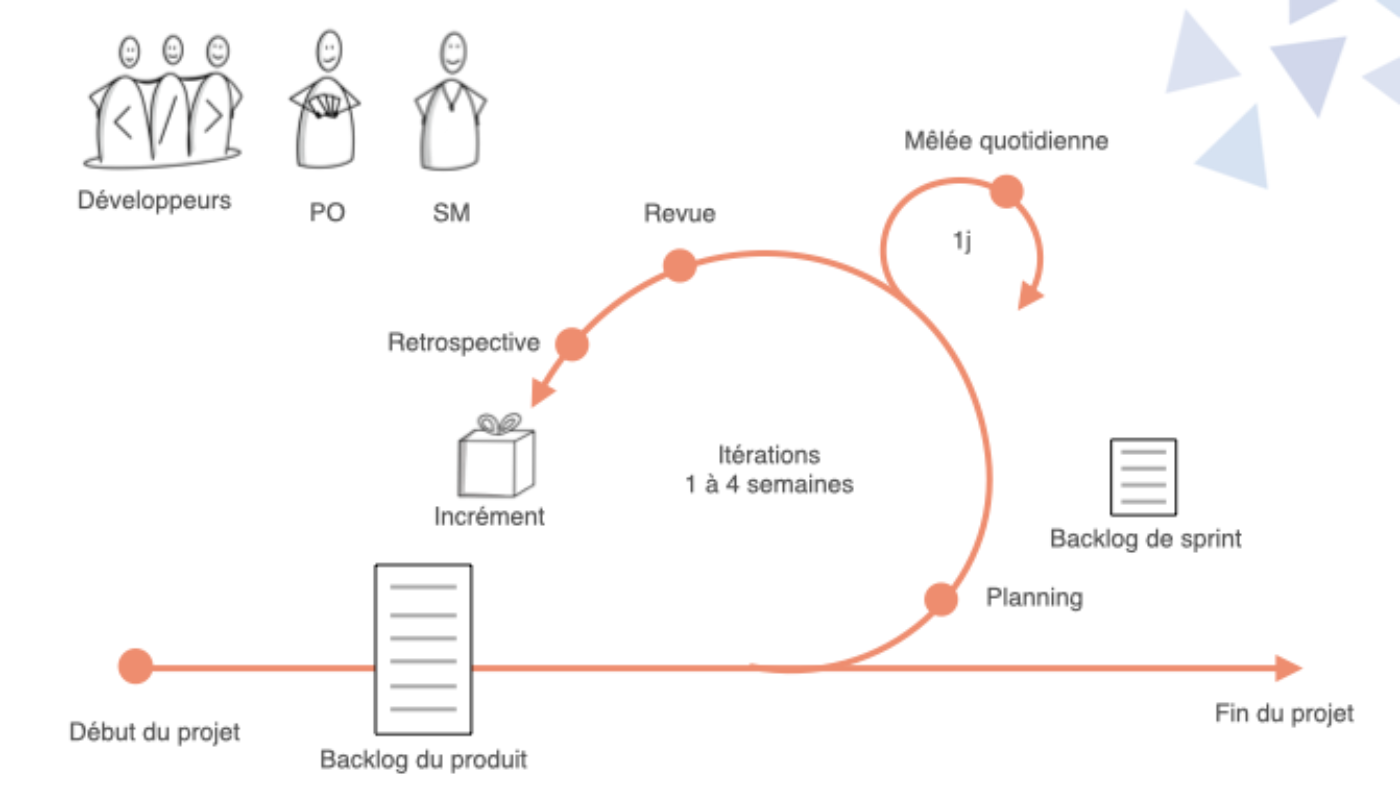 Développeurs
PO
SM
Mêlée quotidienne
1j
Revue
Retrospective
Incrément
Itérations
1 à 4 semaines
Backlog de sprint
Planning
Début du projet
Backlog du produit
Fin du projet